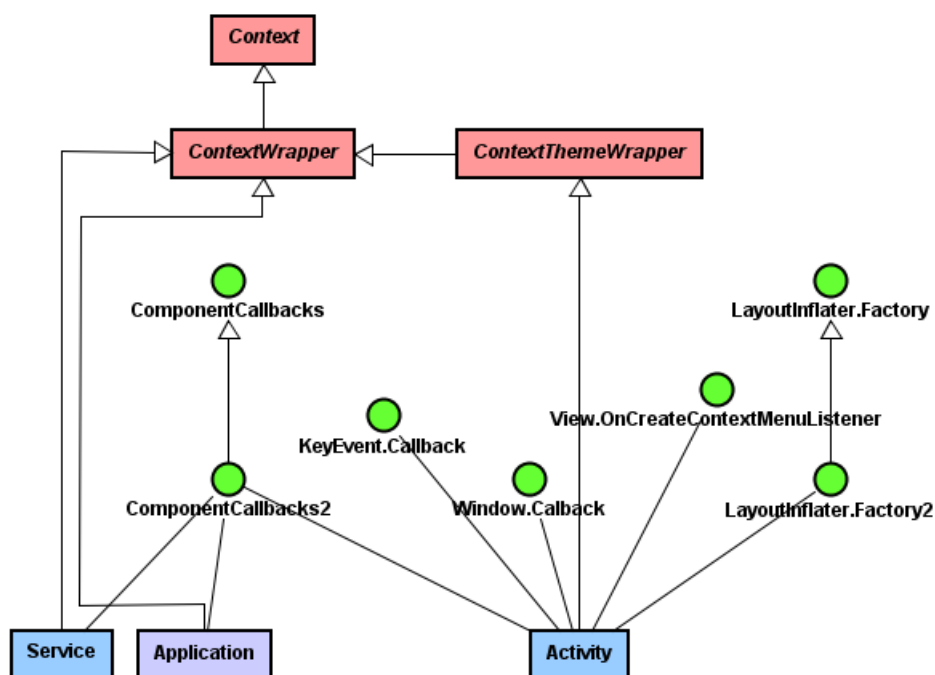 Context
ContextWrapper
ContextThemeWrapper
ComponentCallbacks
LayoutInflater.Factory
View.OnCreateContextMenuListener
KeyEvent.Callback
ComponentCallbacks2
Window.Calback
LayoutInflater.Factory2
Service
Application
Activity